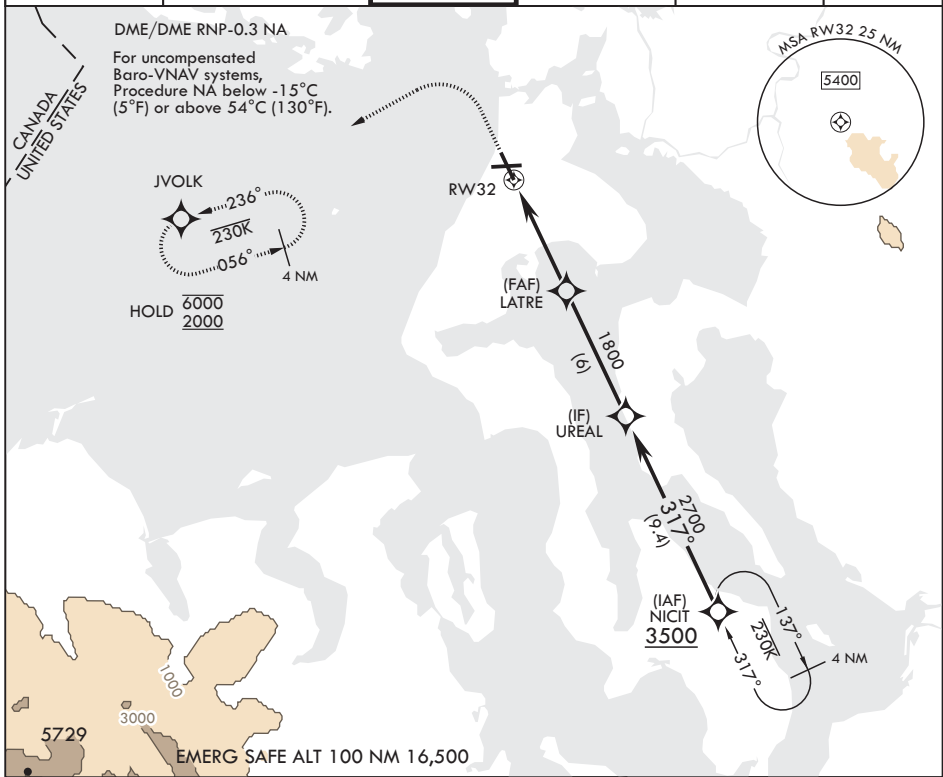 DME/DME RNP-0.3 NA
For uncompensated
Baro-VNAV systems,
Procedure NA below -15°C
(5°F) or above 54°C (130°F).
CANADA
UNITED STATES
MSA RW32 25 NM
5400
JVOLK
236°
230K
056°
4 NM
HOLD 6000
2000
RW32
(FAF)
LATRE
1800
(6)
(IF)
UREAL
2700
317°
(9.4)
(IAF)
NICIT
3500
137°
230K
317°
4 NM
1000
3000
5729
EMERG SAFE ALT 100 NM 16,500